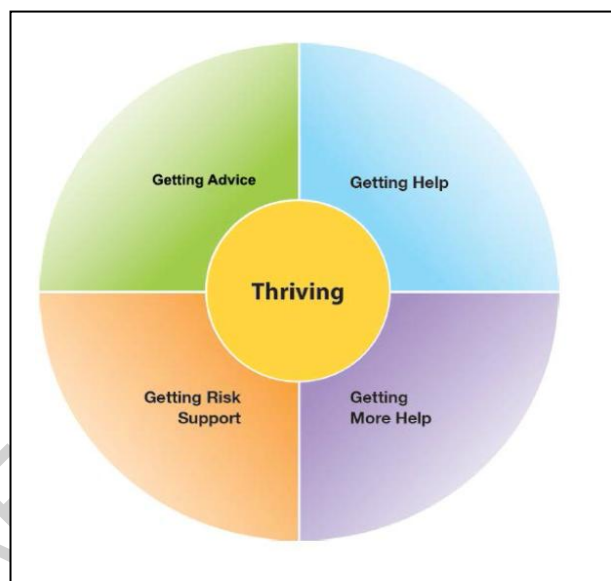 Getting Advice
Getting Help
Thriving
Getting Risk
Support
Getting
More Help